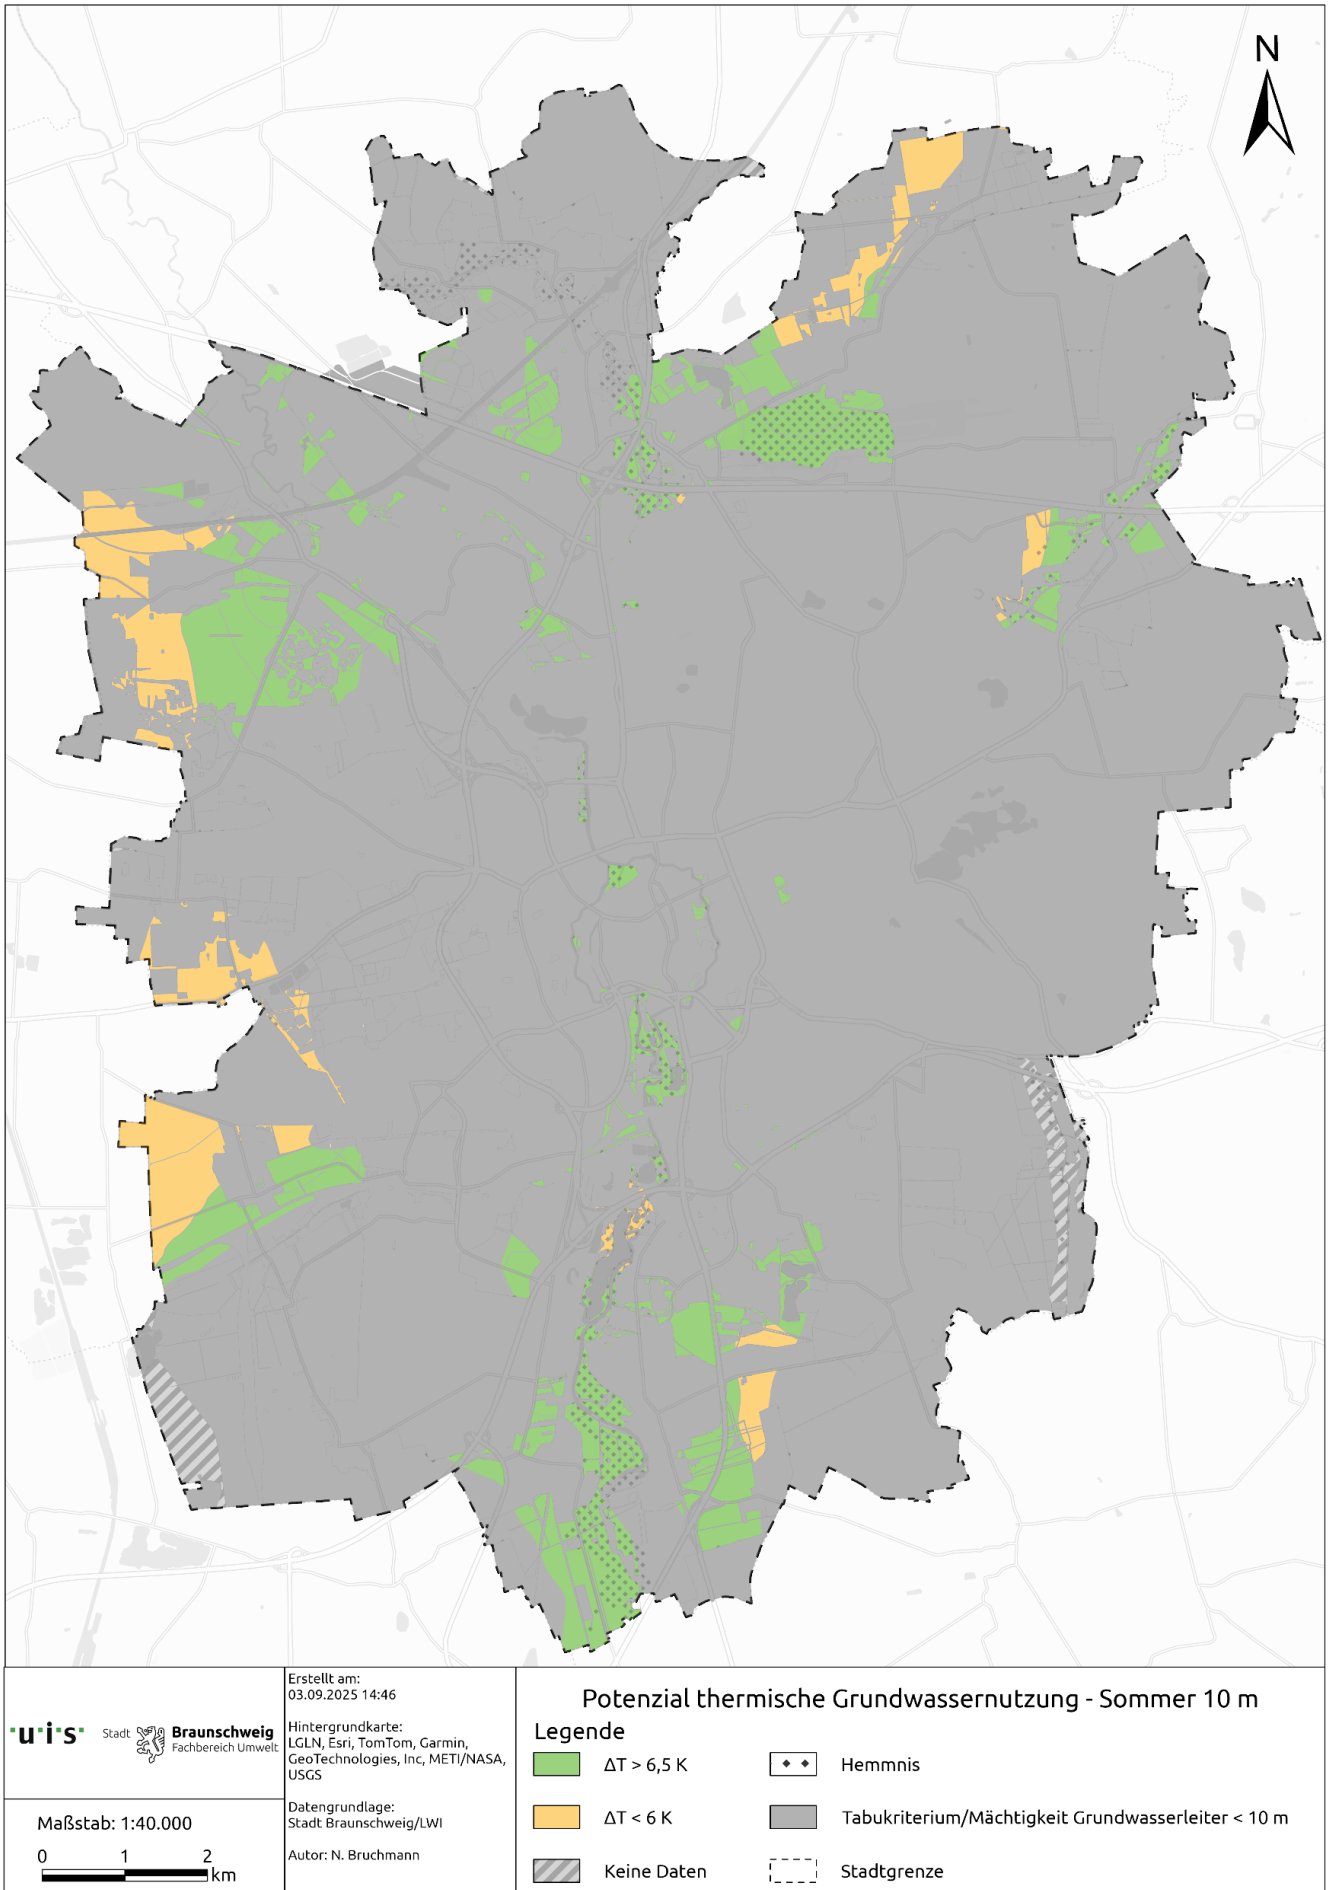 N
u·i·s
Stadt Braunschweig
Fachbereich Umwelt
Maßstab: 1:40.000
0 1 2
km
Erstellt am:
03.09.2025 14:46
Hintergrundkarte:
LGLN, Esri, TomTom, Garmin,
GeoTechnologies, Inc, METI/NASA,
USGS
Datengrundlage:
Stadt Braunschweig/LWI
Autor: N. Bruchmann
Potenzial thermische Grundwassernutzung - Sommer 10 m
Legende
ΔT > 6,5 K
Hemmnis
ΔT < 6 K
Tabukriterium/Mächtigkeit Grundwasserleiter < 10 m
Keine Daten
Stadtgrenze